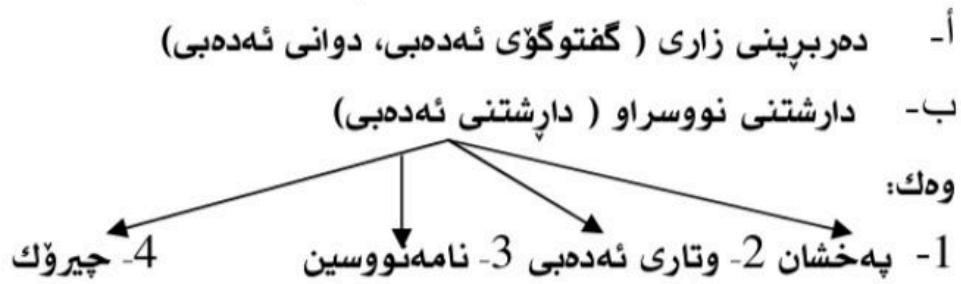 أ- دەربڕینی زاری ( گفتوگۆی ئەدەبی، دوانی ئەدەبی)
ب- دارشتنی نووسراو ( داڕشتنی ئەدەبی)
وەك:
1- پەخشان 2- وتاری ئەدەبی 3- نامەنووسین 4- چیرۆك